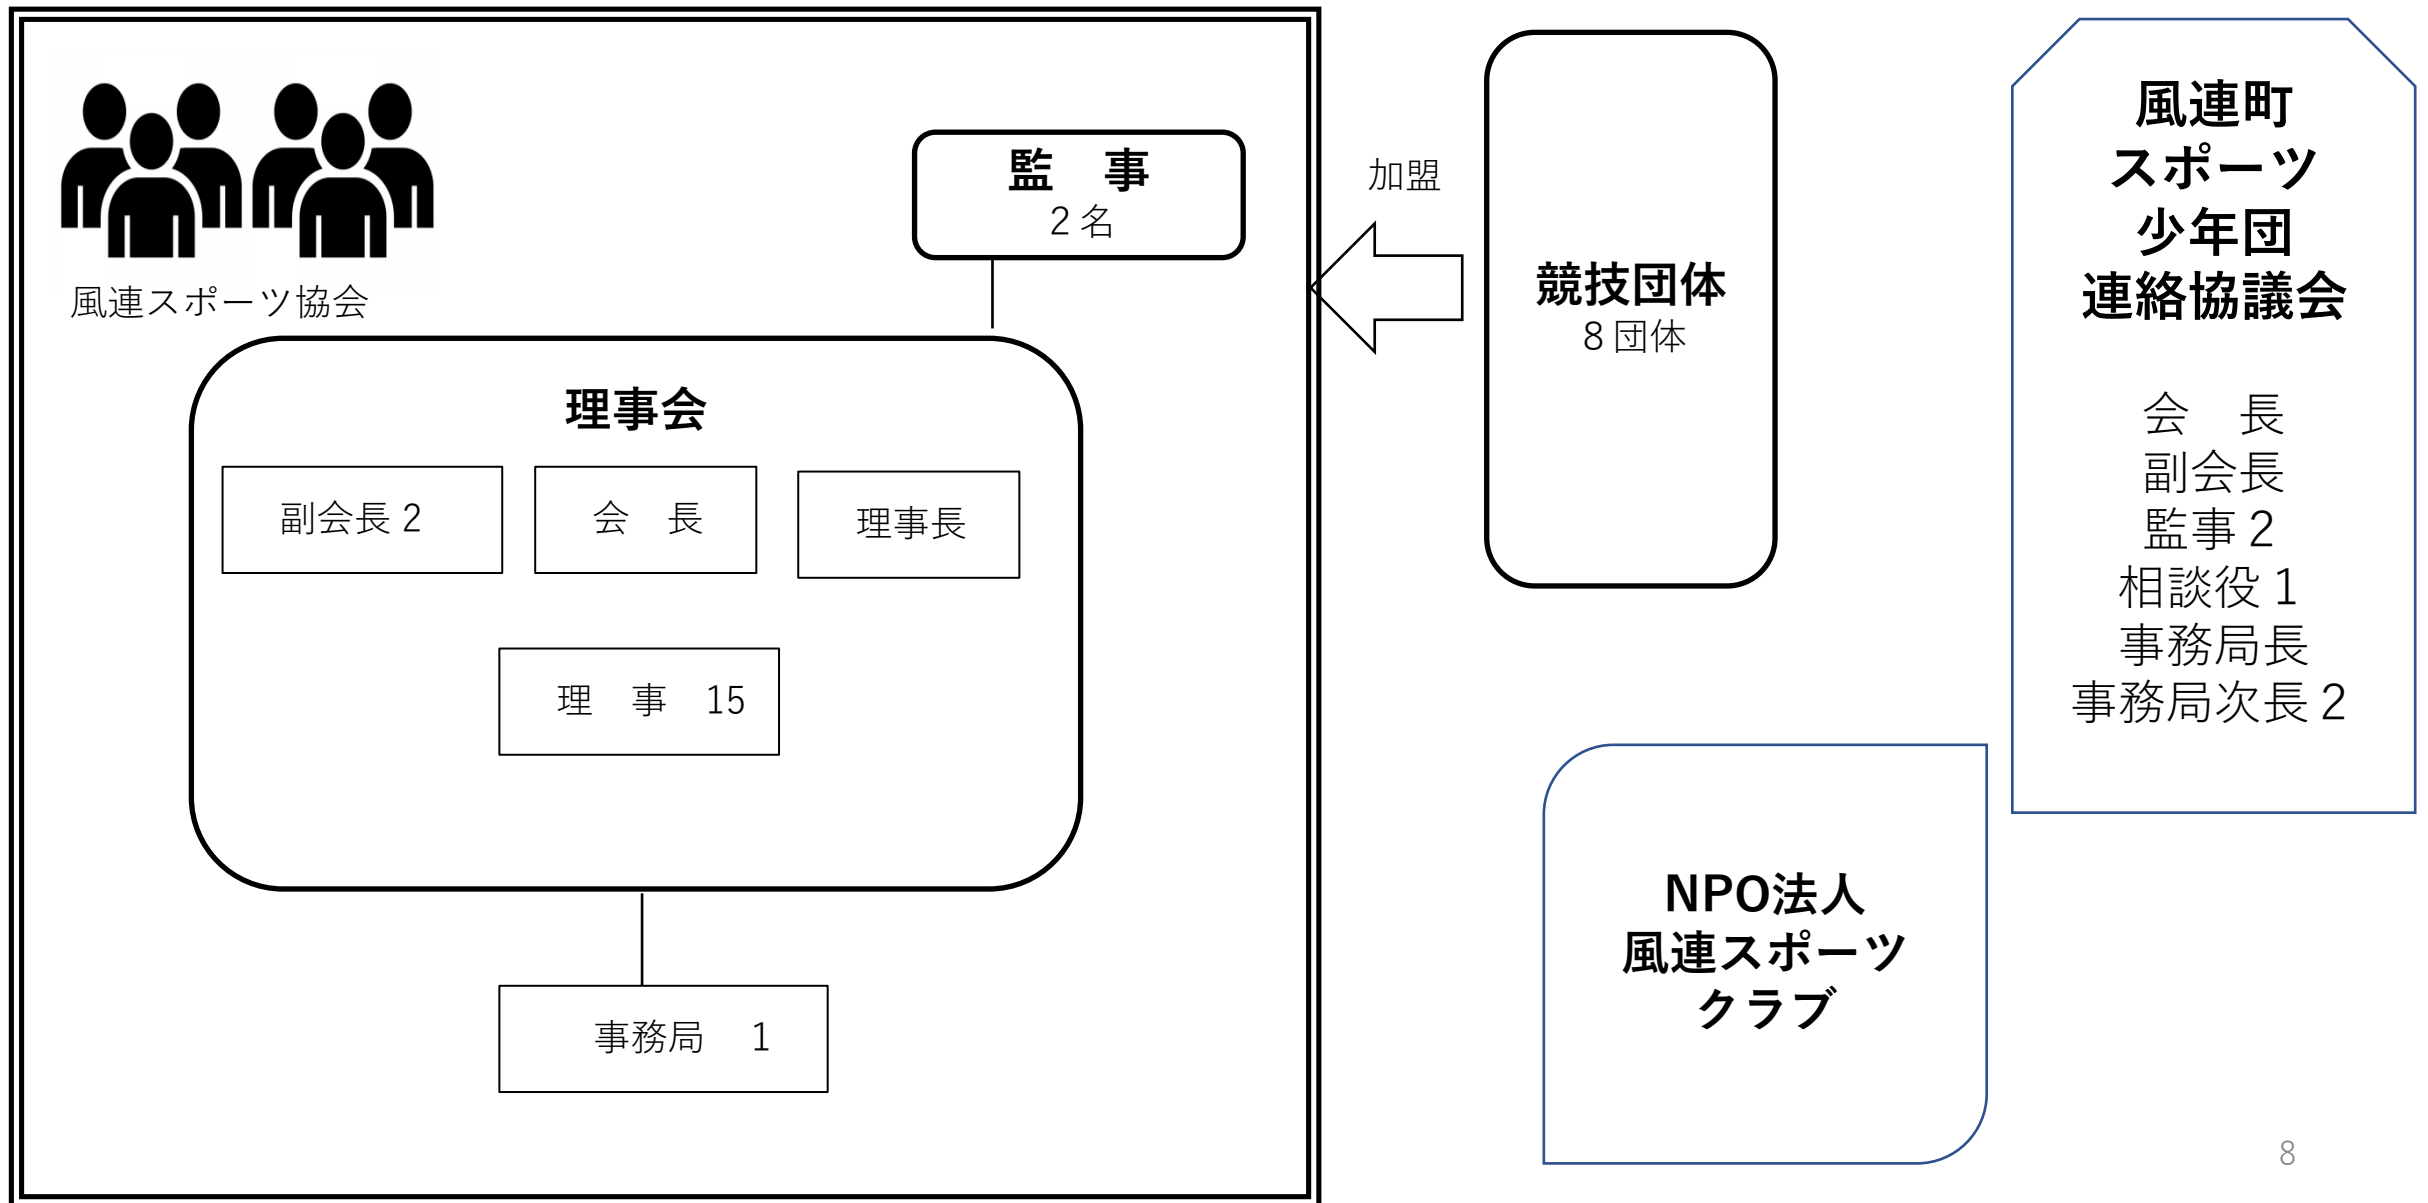 風連スポーツ協会
監　事
２名
理事会
副会長２
会　長
理事長
理　事　15
事務局　１
加盟
競技団体
８団体
風連町
スポーツ
少年団
連絡協議会
会　長
副会長
監事２
相談役１
事務局長
事務局次長２
NPO法人
風連スポーツ
クラブ
8